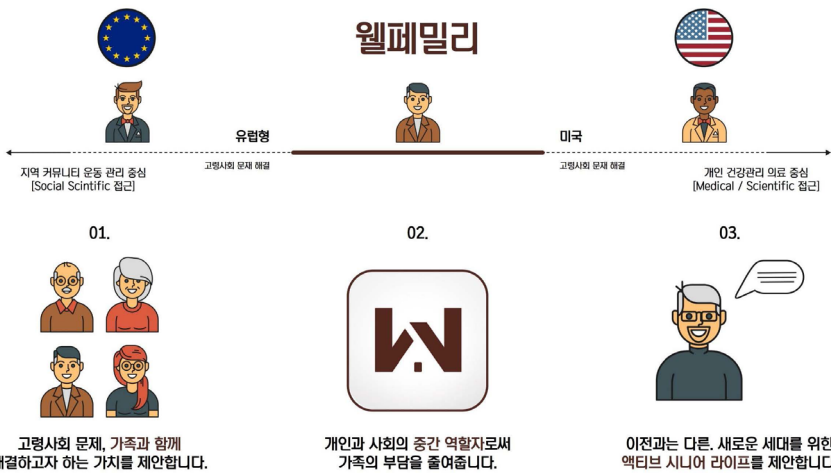 웰페밀리
유럽형
미국
고령사회 문재 해결
고령사회 문재 해결
지역 커뮤니티 운동 관리 중심
[Social Scintific 접근]
개인 건강관리 의료 중심
[Medical / Scientific 접근]
01.
02.
03.
고령사회 문제, 가족과 함께
해결하고자 하는 가치를 제안합니다.
개인과 사회의 중간 역할자로써
가족의 부담을 줄여줍니다.
이전과는 다른. 새로운 세대를 위한
액티브 시니어 라이프를 제안합니다.